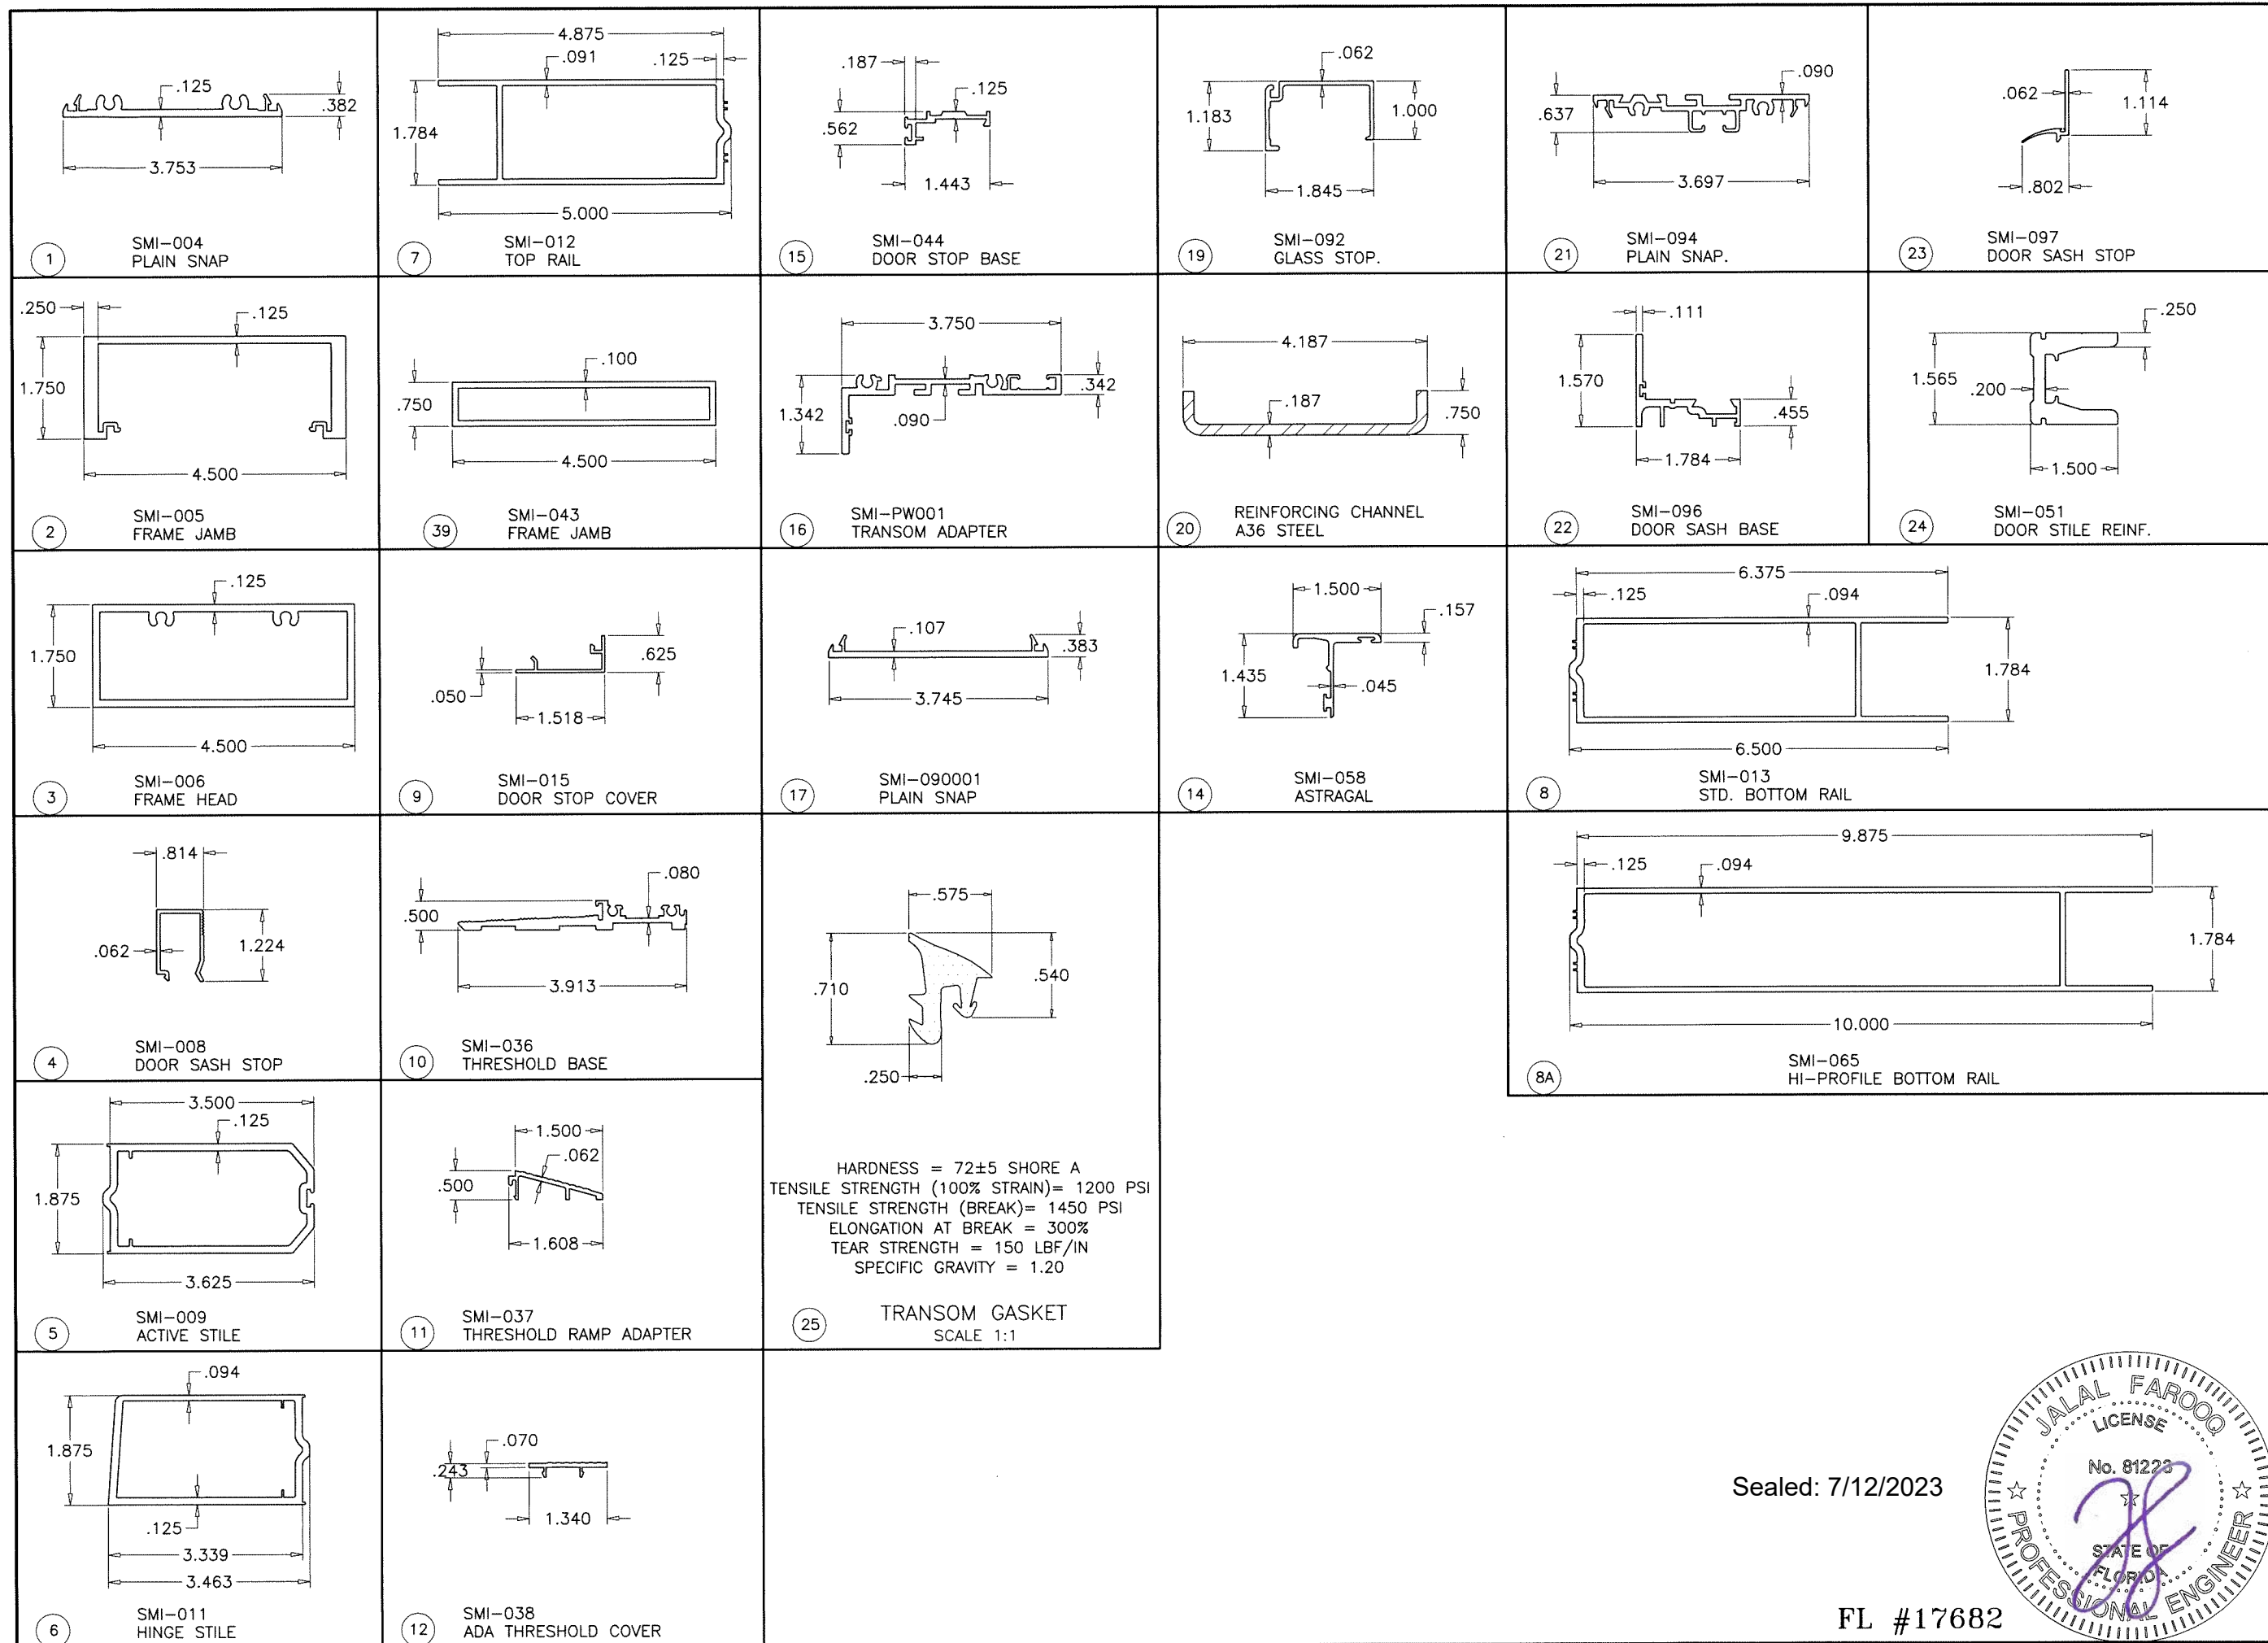 .125
.382
3.753
1
SMI-004
PLAIN SNAP
4.875
.091
.125
1.784
5.000
7
SMI-012
TOP RAIL
.187
.125
.562
1.443
15
SMI-044
DOOR STOP BASE
.062
1.183
1.000
1.845
19
SMI-092
GLASS STOP.
.090
.637
3.697
21
SMI-094
PLAIN SNAP.
.062
1.114
.802
23
SMI-097
DOOR SASH STOP
.250
.125
1.750
4.500
2
SMI-005
FRAME JAMB
.100
.750
4.500
39
SMI-043
FRAME JAMB
3.750
1.342
.342
.090
16
SMI-PW001
TRANSOM ADAPTER
4.187
.187
.750
20
REINFORCING CHANNEL
A36 STEEL
.111
1.570
.455
1.784
22
SMI-096
DOOR SASH BASE
.250
1.565
.200
1.500
24
SMI-051
DOOR STILE REINF.
.125
1.750
4.500
3
SMI-006
FRAME HEAD
.625
.050
1.518
9
SMI-015
DOOR STOP COVER
.107
.383
3.745
17
SMI-090001
PLAIN SNAP
1.500
.157
1.435
.045
14
SMI-058
ASTRAGAL
6.375
.125
.094
1.784
6.500
8
SMI-013
STD. BOTTOM RAIL
.814
.062
1.224
4
SMI-008
DOOR SASH STOP
.080
.500
3.913
10
SMI-036
THRESHOLD BASE
.575
.710
.540
.250
HARDNESS = 72±5 SHORE A
TENSILE STRENGTH (100% STRAIN)= 1200 PSI
TENSILE STRENGTH (BREAK)= 1450 PSI
ELONGATION AT BREAK = 300%
TEAR STRENGTH = 150 LBF/IN
SPECIFIC GRAVITY = 1.20
25
TRANSOM GASKET
SCALE 1:1
9.875
.125
.094
1.784
10.000
8A
SMI-065
HI-PROFILE BOTTOM RAIL
3.500
.125
1.875
3.625
5
SMI-009
ACTIVE STILE
1.500
.062
.500
1.608
11
SMI-037
THRESHOLD RAMP ADAPTER
.094
1.875
.125
3.339
3.463
6
SMI-011
HINGE STILE
.070
.243
1.340
12
SMI-038
ADA THRESHOLD COVER
Sealed: 7/12/2023
JALAL FAROOQ
LICENSE
No. 81223
STATE OF
FLORIDA
PROFESSIONAL ENGINEER
FL #17682